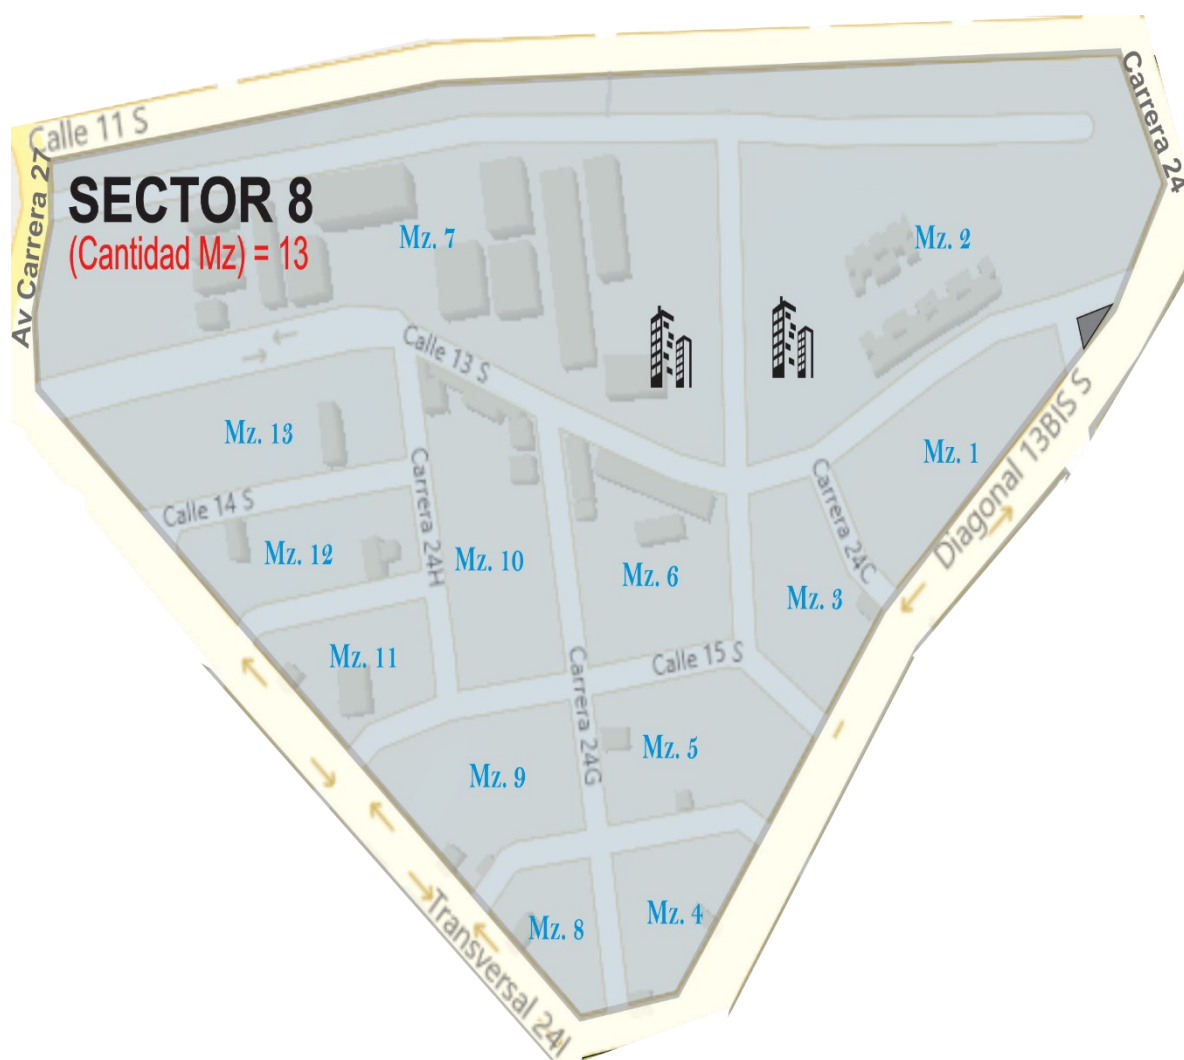 Calle 11 S
Carrera 24
Av Carrera 27
SECTOR 8
(Cantidad Mz) = 13
Mz. 7
Mz. 2
Calle 13 S
Mz. 13
Mz. 1
Diagonal 13BIS S
Calle 14 S
Carrera 24H
Carrera 24C
Mz. 12
Mz. 10
Mz. 6
Mz. 3
Mz. 11
Calle 15 S
Carrera 24G
Mz. 5
Mz. 9
Mz. 4
Mz. 8
Transversal 24I